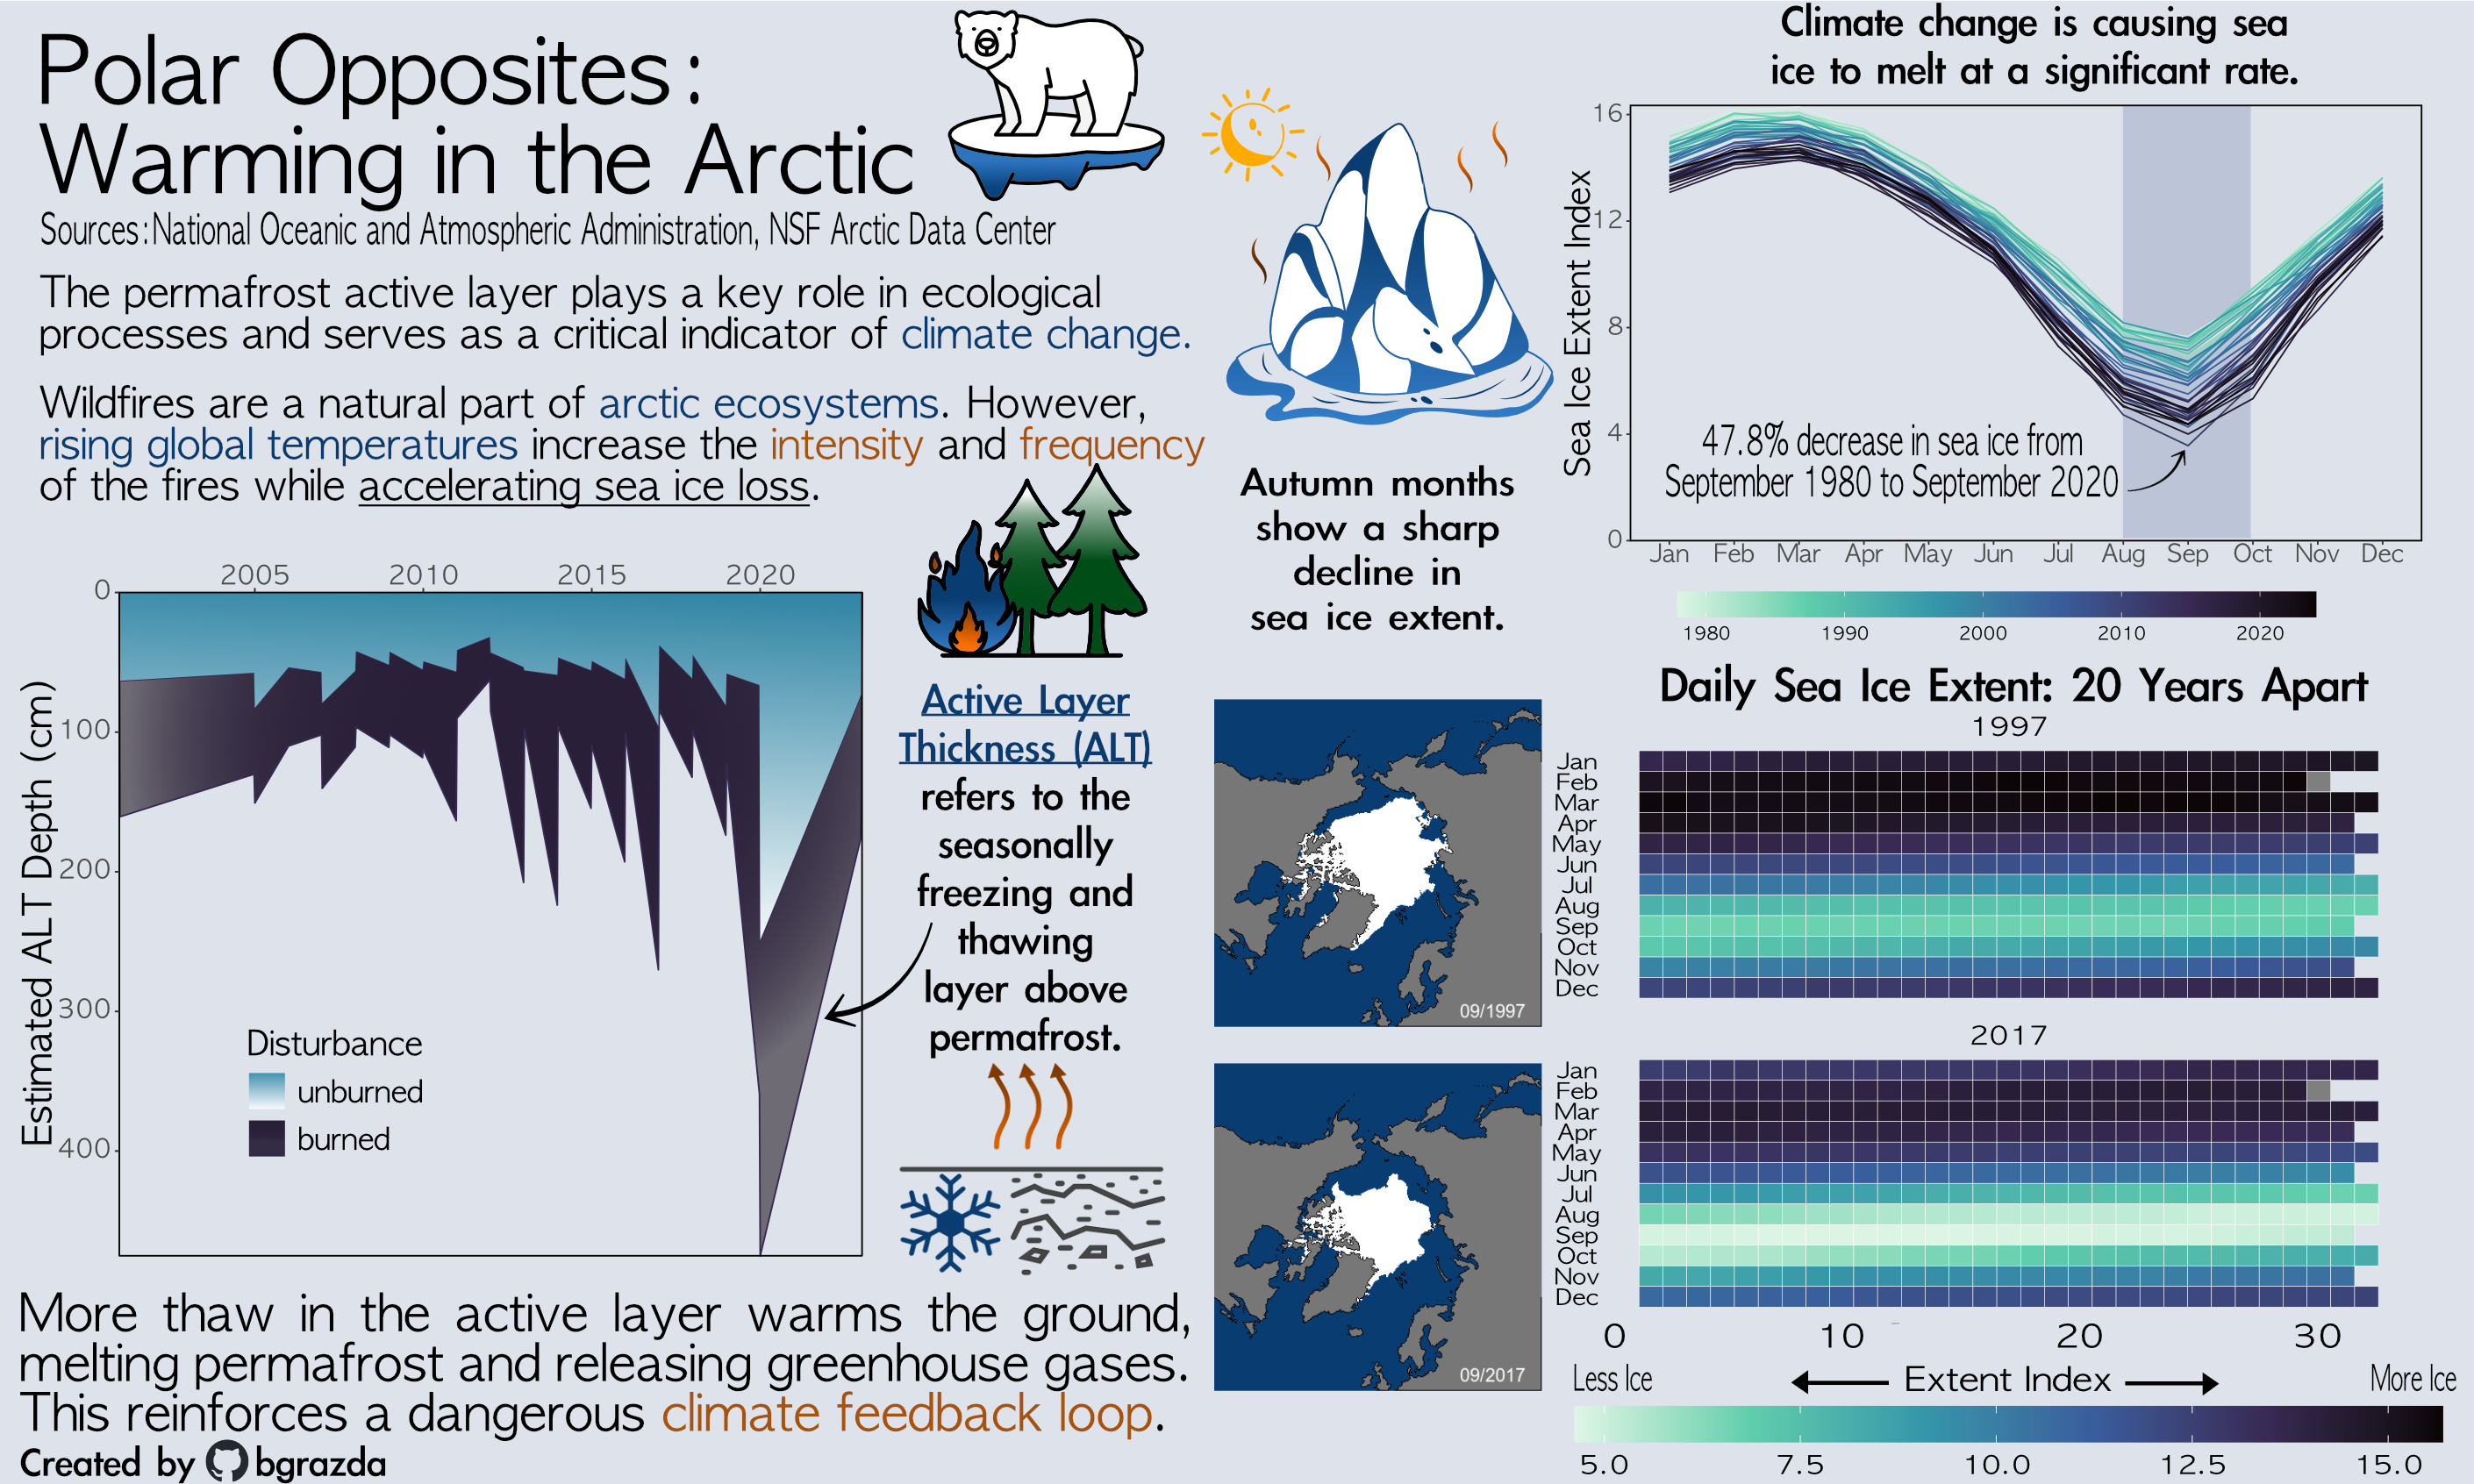 Polar Opposites:
Warming in the Arctic
Sources: National Oceanic and Atmospheric Administration, NSF Arctic Data Center
The permafrost active layer plays a key role in ecological
processes and serves as a critical indicator of climate change.
Wildfires are a natural part of arctic ecosystems. However,
rising global temperatures increase the intensity and frequency
of the fires while accelerating sea ice loss.
2005 2010 2015 2020
0
100
200
300
400
Estimated ALT Depth (cm)
Disturbance
unburned
burned
Active Layer
Thickness (ALT)
refers to the
seasonally
freezing and
thawing
layer above
permafrost.
More thaw in the active layer warms the ground,
melting permafrost and releasing greenhouse gases.
This reinforces a dangerous climate feedback loop.
Created by bgrazda
Autumn months
show a sharp
decline in
sea ice extent.
09/1997
09/2017
Climate change is causing sea
ice to melt at a significant rate.
Sea Ice Extent Index
16
12
8
4
0
47.8% decrease in sea ice from
September 1980 to September 2020
Jan Feb Mar Apr May Jun Jul Aug Sep Oct Nov Dec
1980 1990 2000 2010 2020
Daily Sea Ice Extent: 20 Years Apart
1997
Jan
Feb
Mar
Apr
May
Jun
Jul
Aug
Sep
Oct
Nov
Dec
2017
Jan
Feb
Mar
Apr
May
Jun
Jul
Aug
Sep
Oct
Nov
Dec
0 10 20 30
Less Ice Extent Index More Ice
5.0 7.5 10.0 12.5 15.0